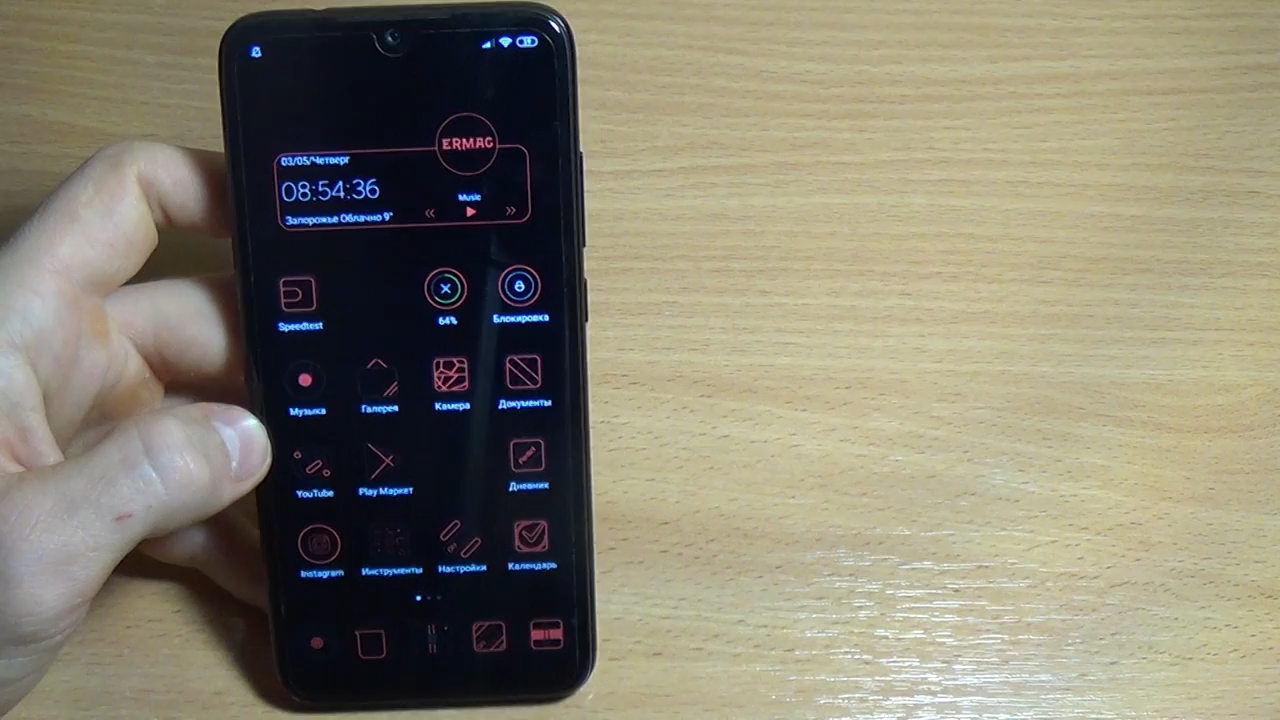 ERMAC
03/05/Четверг
08:54:36
Music
Запорожье Облачно 9°
Speedtest
64%
Блокировка
Музыка
Галерея
Камера
Документы
YouTube
Play Маркет
Дневник
Instagram
Инструменты
Настройки
Календарь